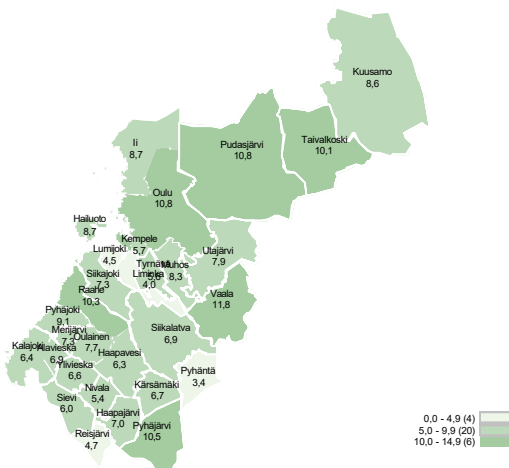 Kuusamo
8,6
Taivalkoski
10,1
Pudasjärvi
10,8
Ii
8,7
Oulu
10,8
Hailuoto
8,7
Kempele
5,7
Lumijoki
4,5
Tyrnävä
5,8
Muhos
8,3
Liminka
4,0
Utajärvi
7,9
Siikajoki
7,3
Raahe
10,3
Vaala
11,8
Pyhäjoki
9,1
Siikalatva
6,9
Merijärvi
7,3
Oulainen
7,7
Kalajoki
6,4
Alavieska
6,9
Haapavesi
6,3
Ylivieska
6,6
Pyhäntä
3,4
Nivala
5,4
Kärsämäki
6,7
Sievi
6,0
Haapajärvi
7,0
Pyhäjärvi
10,5
Reisjärvi
4,7
0,0 - 4,9 (4)
5,0 - 9,9 (20)
10,0 - 14,9 (6)